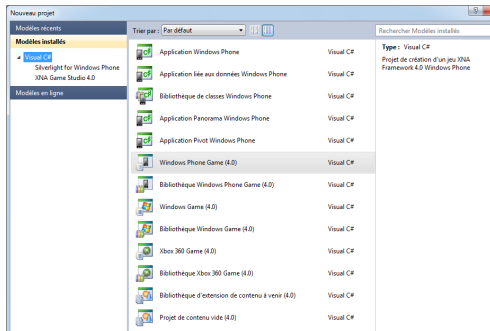 Nouveau projet
Modèles récents
Trier par : Par défaut
Rechercher Modèles installés
Modèles installés
Visual C#
Silverlight for Windows Phone
XNA Game Studio 4.0
Modèles en ligne
Application Windows Phone Visual C#
Application liée aux données Windows Phone Visual C#
Bibliothèque de classes Windows Phone Visual C#
Application Panorama Windows Phone Visual C#
Application Pivot Windows Phone Visual C#
Windows Phone Game (4.0) Visual C#
Bibliothèque Windows Phone Game (4.0) Visual C#
Windows Game (4.0) Visual C#
Bibliothèque Windows Game (4.0) Visual C#
Xbox 360 Game (4.0) Visual C#
Bibliothèque Xbox 360 Game (4.0) Visual C#
Bibliothèque d'extension de contenu à venir (4.0) Visual C#
Projet de contenu vide (4.0) Visual C#
Type : Visual C#
Projet de création d'un jeu XNA
Framework 4.0 Windows Phone